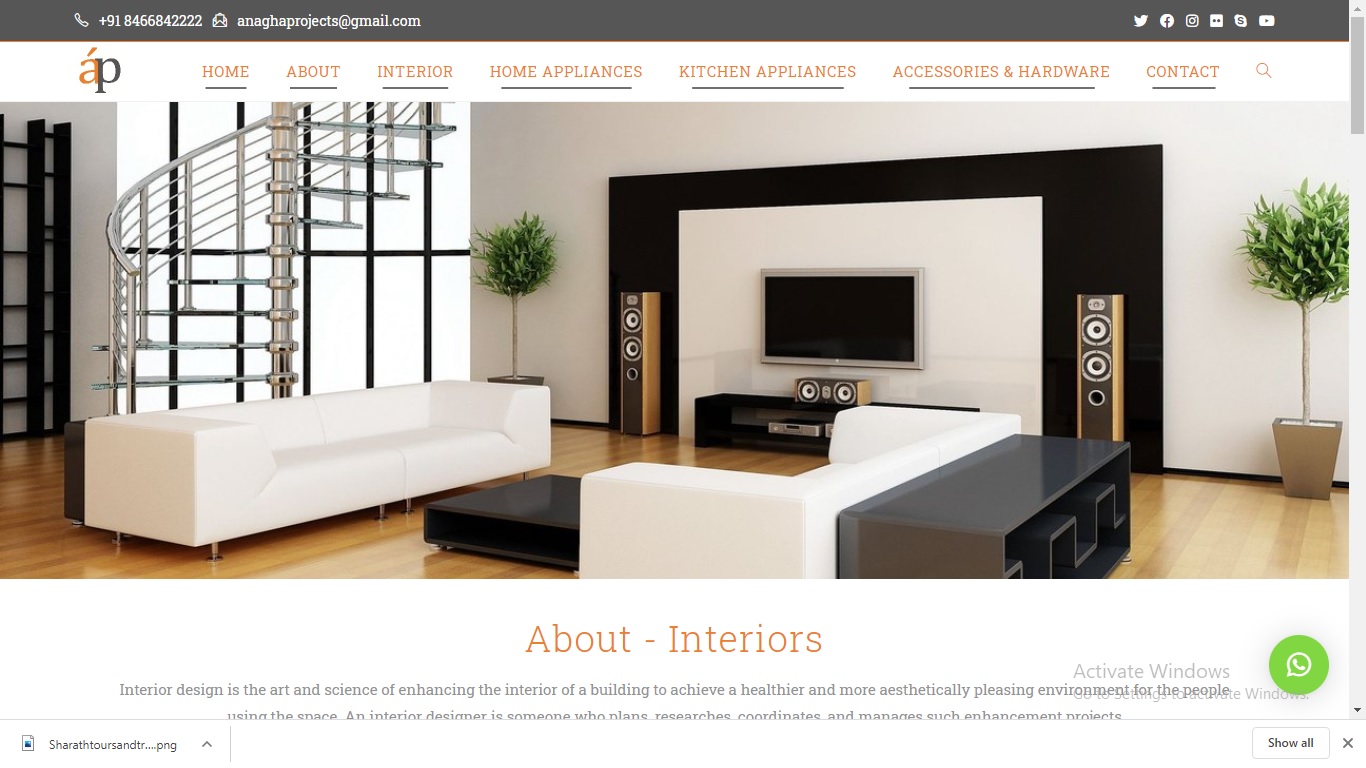 +91 8466842222 anaghaprojects@gmail.com
áp
HOME ABOUT INTERIOR HOME APPLIANCES KITCHEN APPLIANCES ACCESSORIES & HARDWARE CONTACT
About - Interiors
Interior design is the art and science of enhancing the interior of a building to achieve a healthier and more aesthetically pleasing environment for the people
using the space. An interior designer is someone who plans, researches, coordinates, and manages such enhancement projects.
Activate Windows
Go to Settings to activate Windows.
Sharathtoursandtr....png
Show all